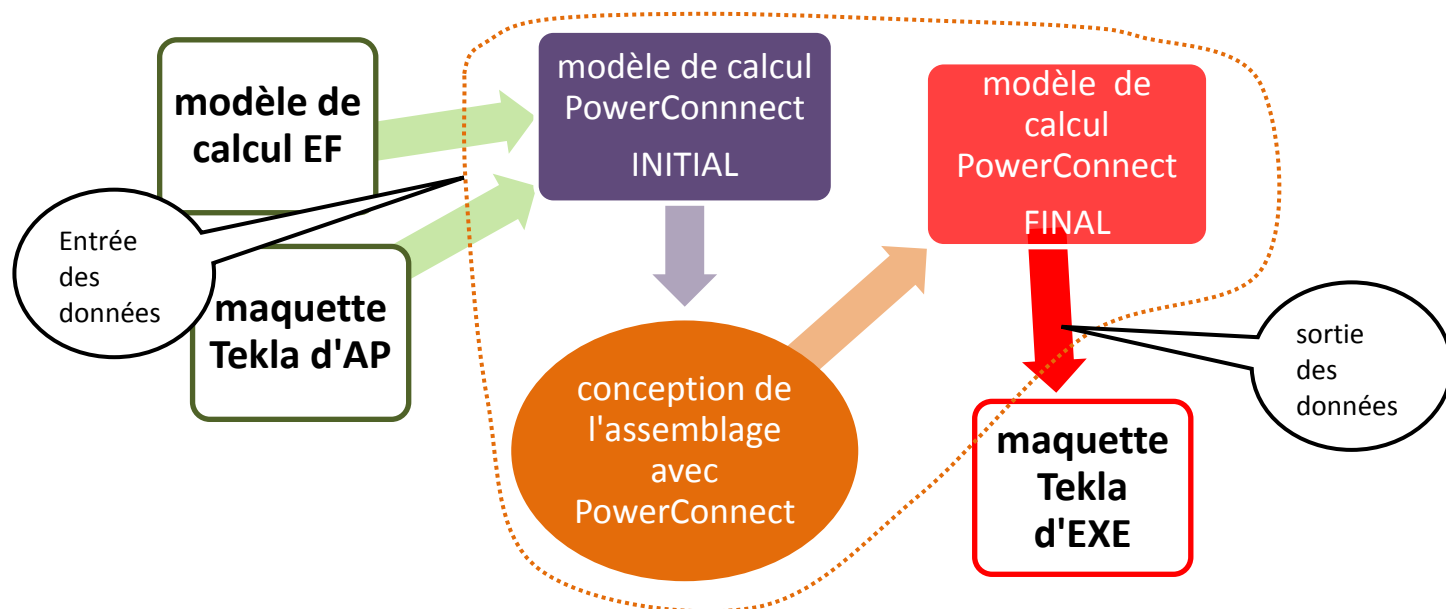 modèle de
calcul EF
Entrée
des
données
maquette
Tekla d'AP
modèle de calcul
PowerConnnect
INITIAL
conception de
l'assemblage
avec
PowerConnect
modèle de
calcul
PowerConnect
FINAL
sortie
des
données
maquette
Tekla
d'EXE